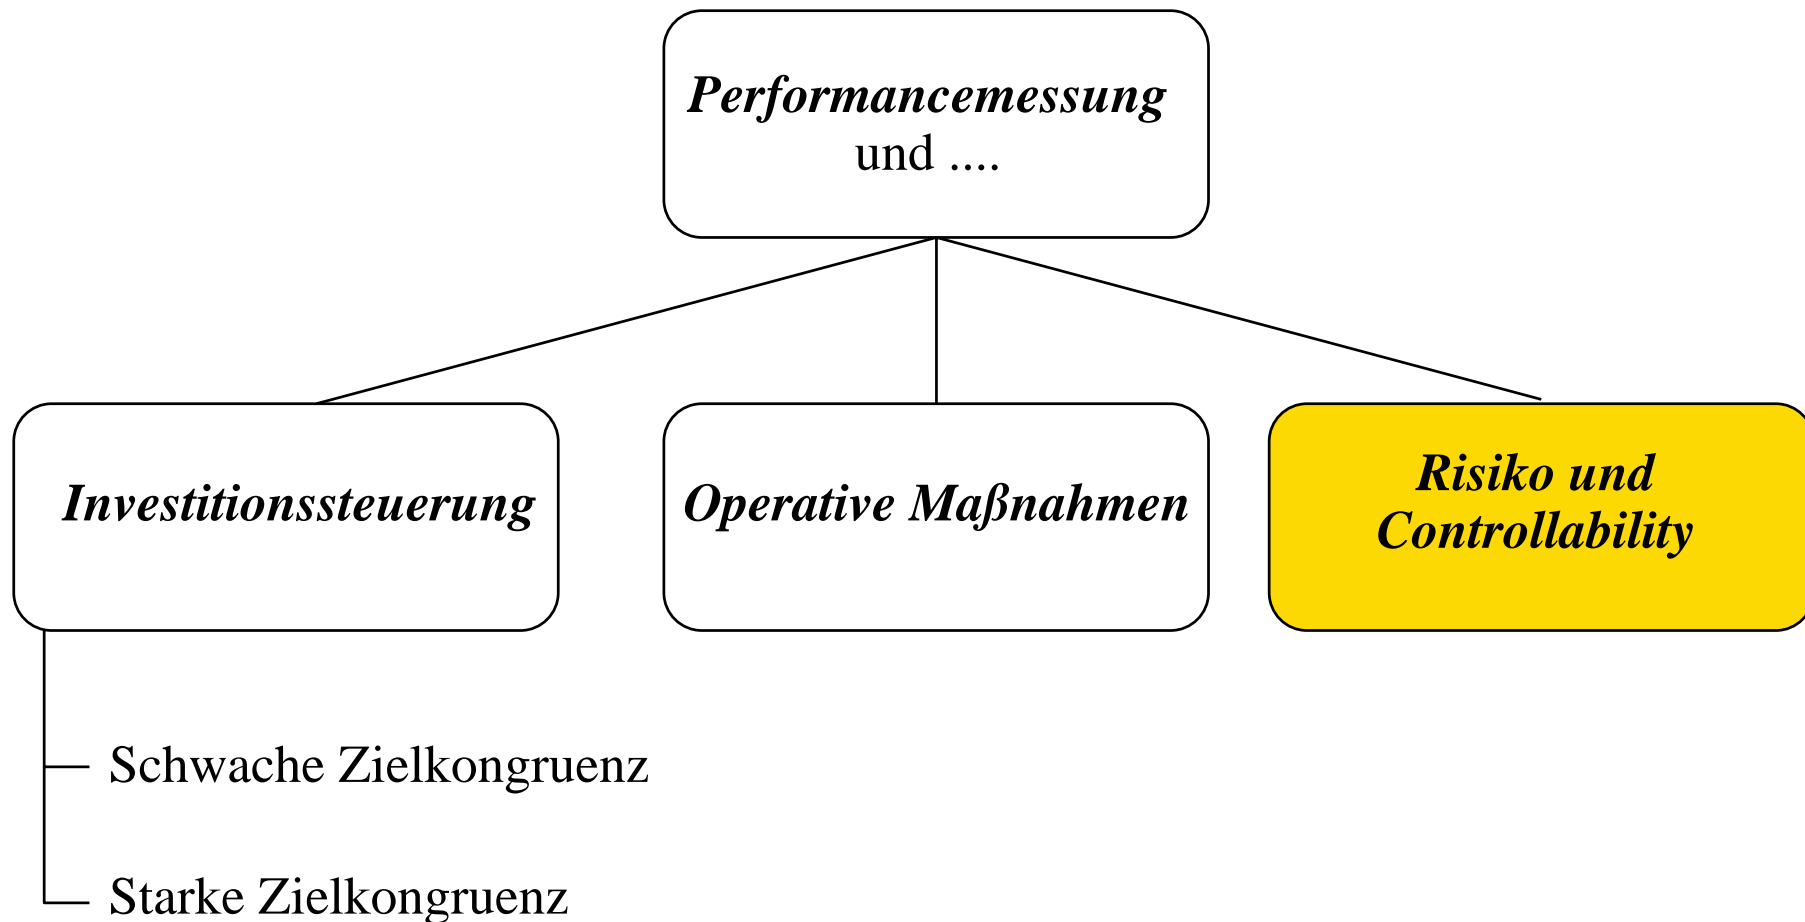 Performancemessung
und ....
Investitionssteuerung
Operative Maßnahmen
Risiko und
Controllability
Schwache Zielkongruenz
Starke Zielkongruenz